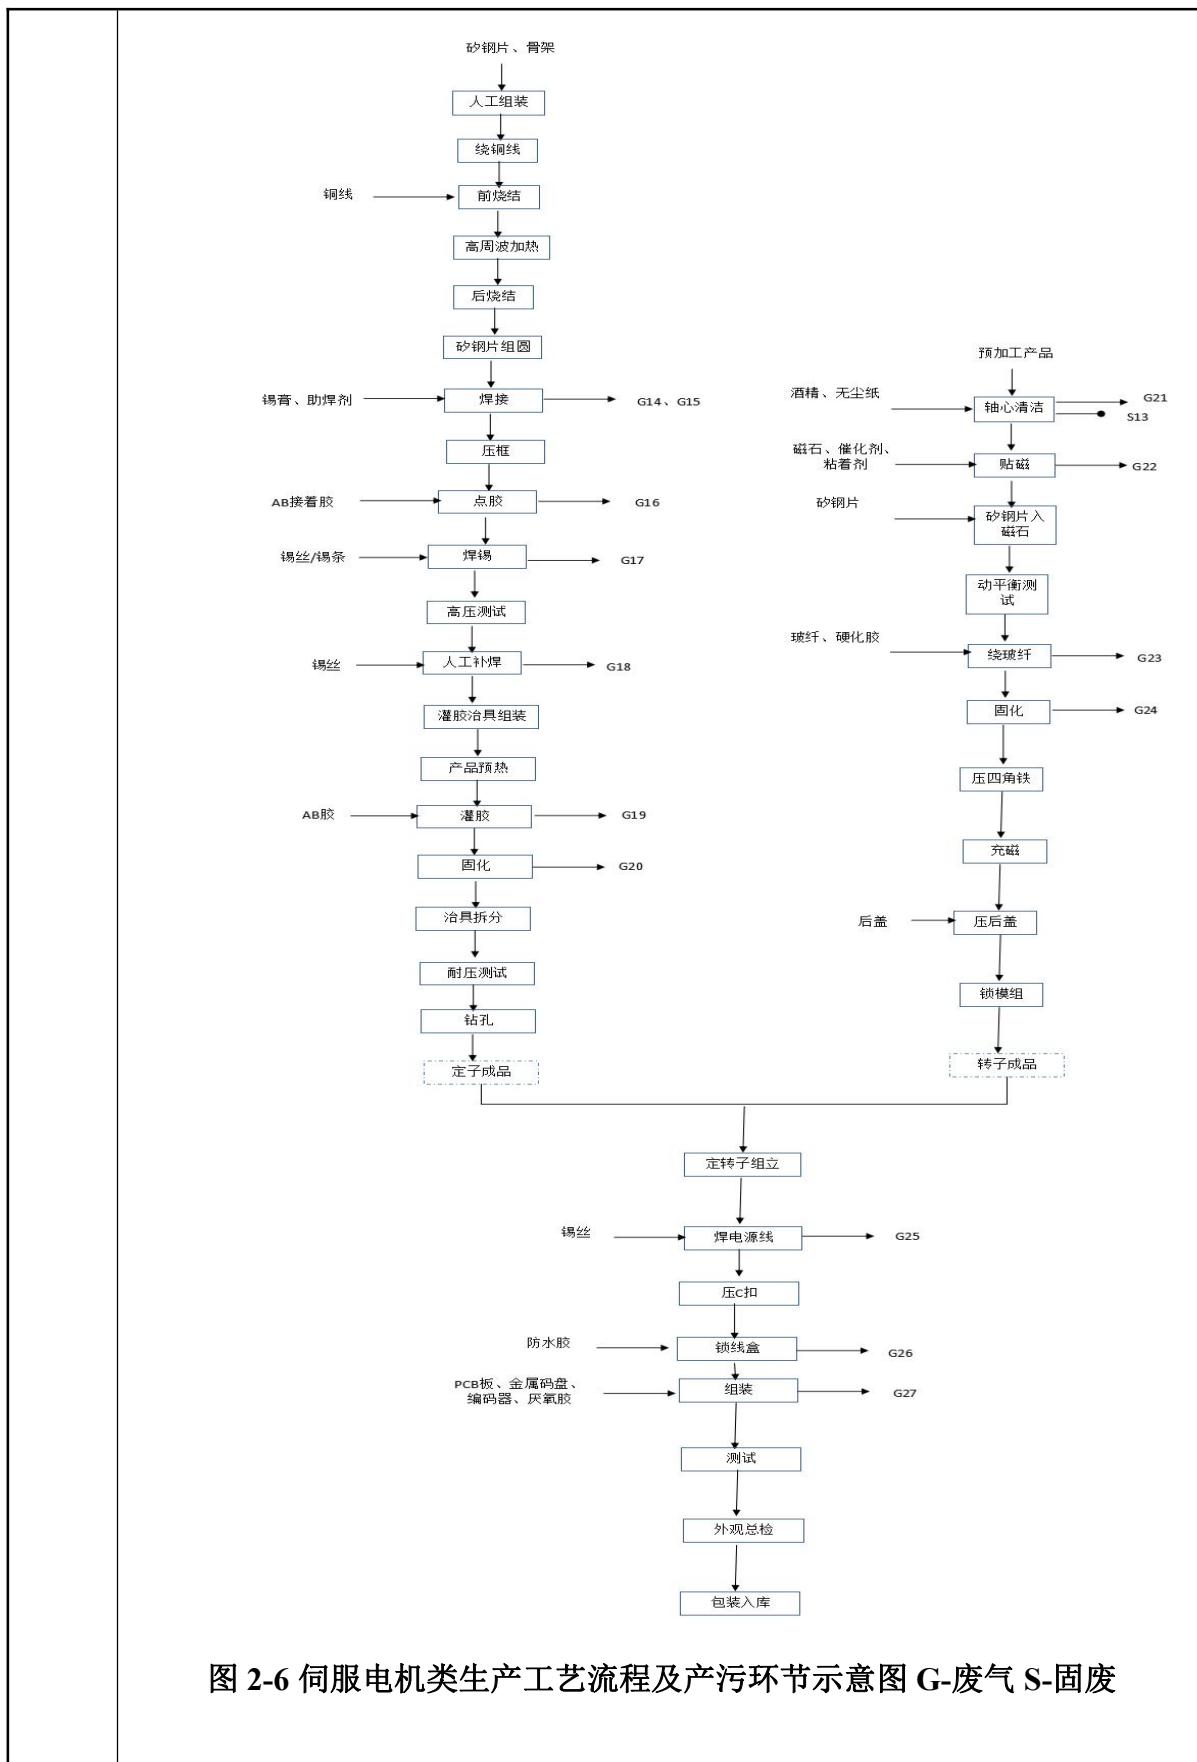 矽钢片、骨架
人工组装
绕铜线
铜线
前烧结
高周波加热
后烧结
矽钢片组圆
锡膏、助焊剂
焊接
G14、G15
压框
AB接着胶
点胶
G16
锡丝/锡条
焊锡
G17
高压测试
锡丝
人工补焊
G18
灌胶治具组装
产品预热
AB胶
灌胶
G19
固化
G20
治具拆分
耐压测试
钻孔
定子成品
预加工产品
酒精、无尘纸
轴心清洁
G21
S13
磁石、催化剂、
粘着剂
贴磁
G22
矽钢片
矽钢片入
磁石
动平衡测
试
玻纤、硬化胶
绕玻纤
G23
固化
G24
压四角铁
充磁
后盖
压后盖
锁模组
转子成品
定转子组立
锡丝
焊电源线
G25
压C扣
防水胶
锁线盒
G26
PCB板、金属码盘、
编码器、厌氧胶
组装
G27
测试
外观总检
包装入库
图 2-6 伺服电机类生产工艺流程及产污环节示意图 G-废气 S-固废